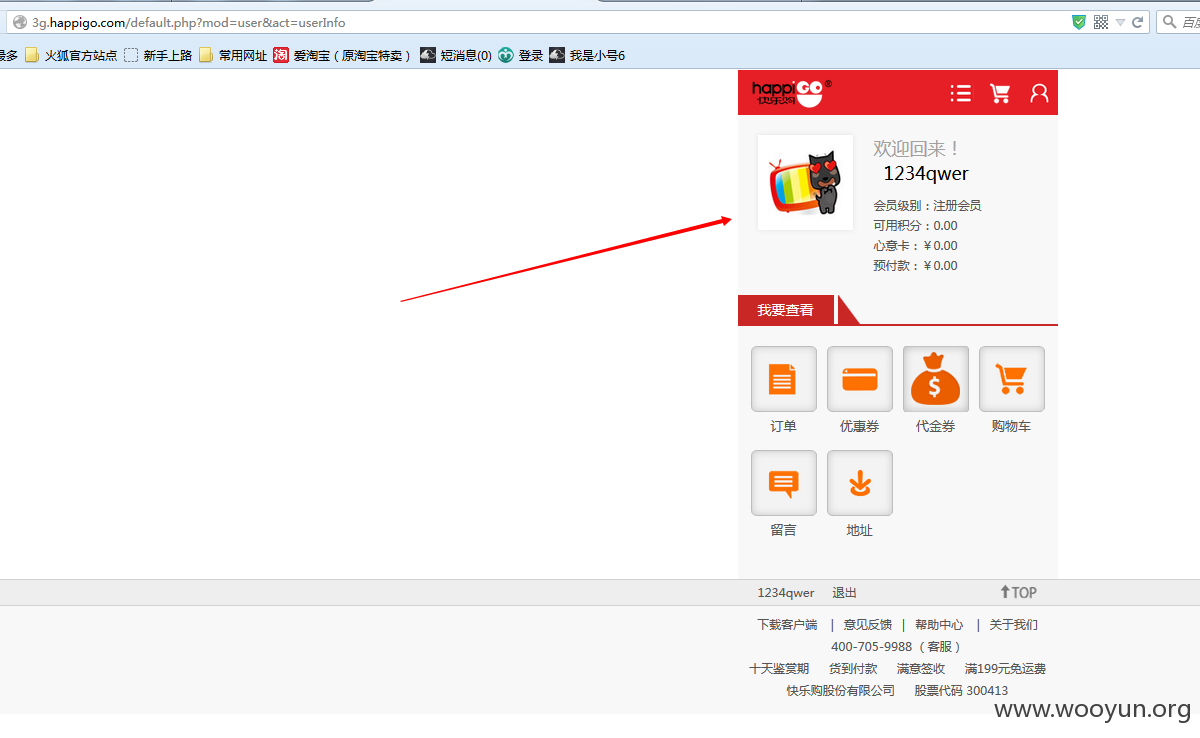 3g.happigo.com/default.php?mod=user&act=userInfo
百度
最多 火狐官方站点 新手上路 常用网址 淘 爱淘宝（原淘宝特卖） 短消息(0) 登录 我是小号6
happiGO®
快乐购
欢迎回来！
1234qwer
会员级别：注册会员
可用积分：0.00
心意卡：￥0.00
预付款：￥0.00
我要查看
订单 优惠券 代金券 购物车
留言 地址
1234qwer 退出 TOP
下载客户端 | 意见反馈 | 帮助中心 | 关于我们
400-705-9988（客服）
十天鉴赏期 货到付款 满意签收 满199元免运费
快乐购股份有限公司 股票代码 300413
www.wooyun.org